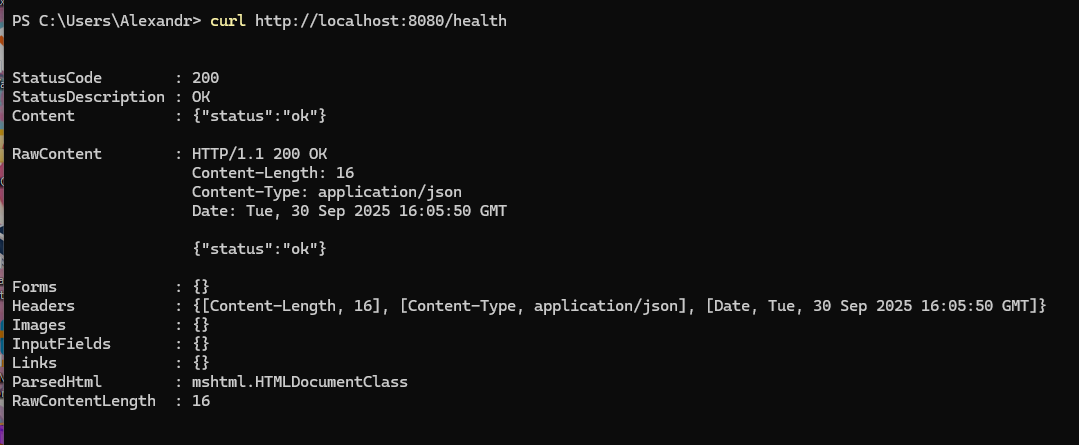 PS C:\Users\Alexandr> curl http://localhost:8080/health
StatusCode        : 200
StatusDescription : OK
Content           : {"status":"ok"}
RawContent        : HTTP/1.1 200 OK
                    Content-Length: 16
                    Content-Type: application/json
                    Date: Tue, 30 Sep 2025 16:05:50 GMT
                    {"status":"ok"}
Forms             : {}
Headers           : {[Content-Length, 16], [Content-Type, application/json], [Date, Tue, 30 Sep 2025 16:05:50 GMT]}
Images            : {}
InputFields       : {}
Links             : {}
ParsedHtml        : mshtml.HTMLDocumentClass
RawContentLength  : 16